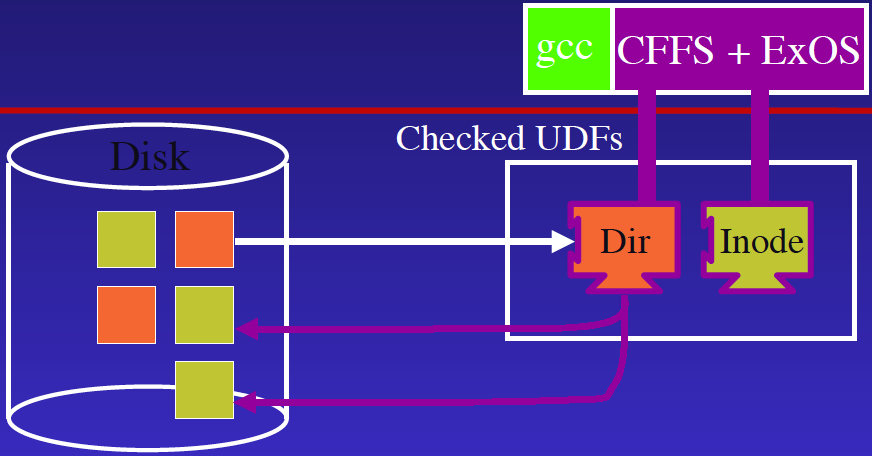 gcc CFFS + ExOS
Checked UDFs
Disk
Dir
Inode